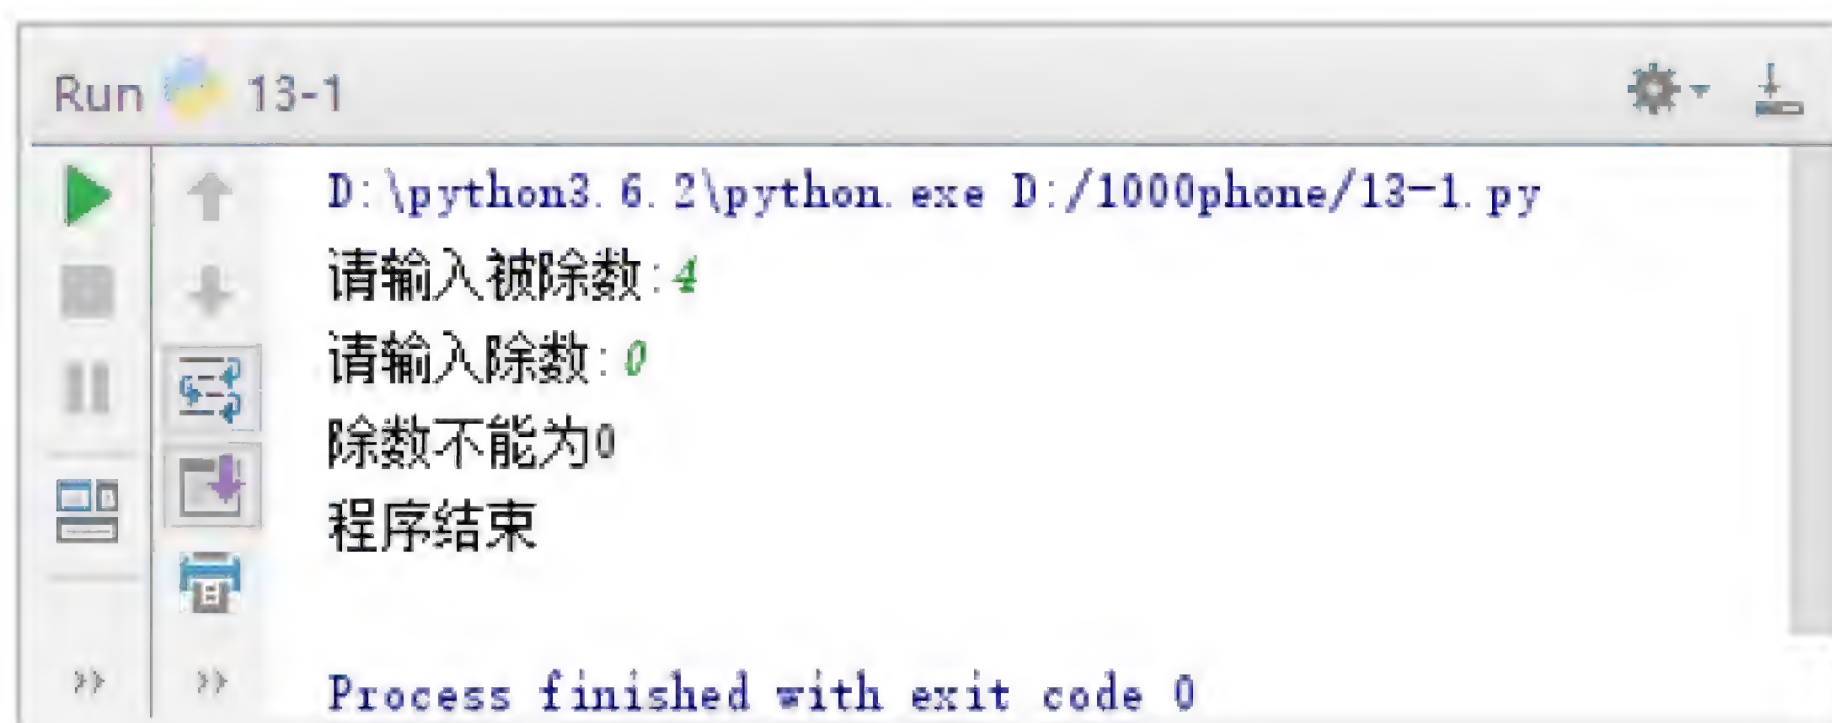 Run 13-1
D:\python3.6.2\python.exe D:/1000phone/13-1.py
请输入被除数:4
请输入除数:0
除数不能为0
程序结束
Process finished with exit code 0